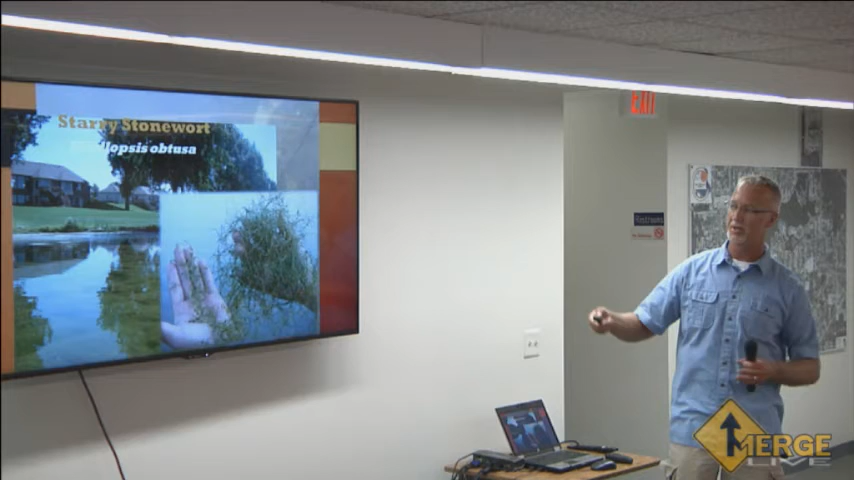 Starry Stonewort
llopsis obtusa
EXIT
Restrooms
MERGE
LIVE